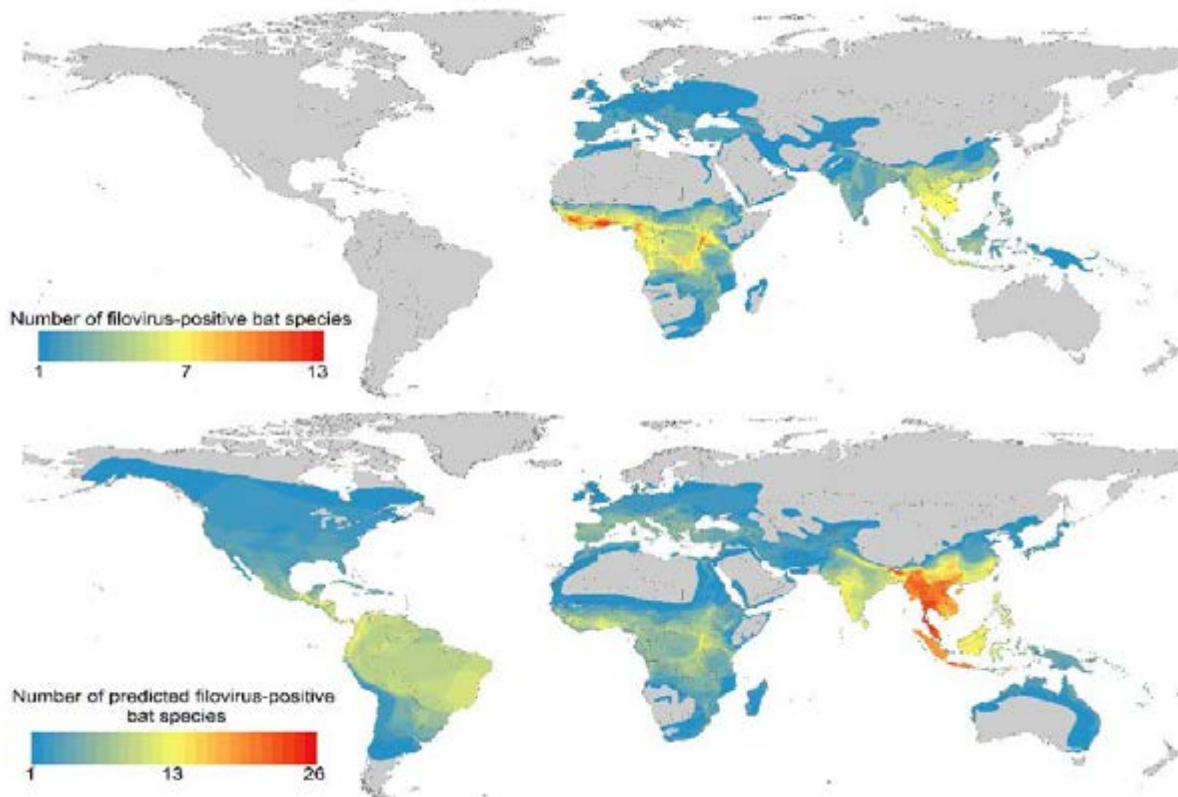 Number of filovirus-positive bat species
1 7 13
Number of predicted filovirus-positive
bat species
1 13 26